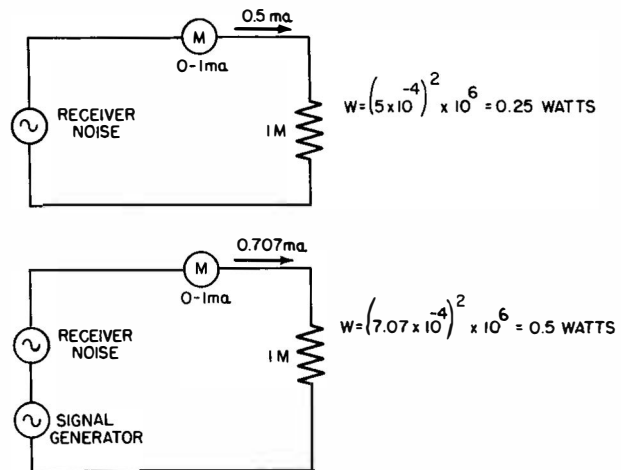 0.5 ma
M
0-1ma
RECEIVER
NOISE
1M
W=(5x10^-4)^2 x 10^6 = 0.25 WATTS
0.707ma
M
0-1ma
RECEIVER
NOISE
1M
W=(7.07x10^-4)^2 x 10^6 = 0.5 WATTS
SIGNAL
GENERATOR